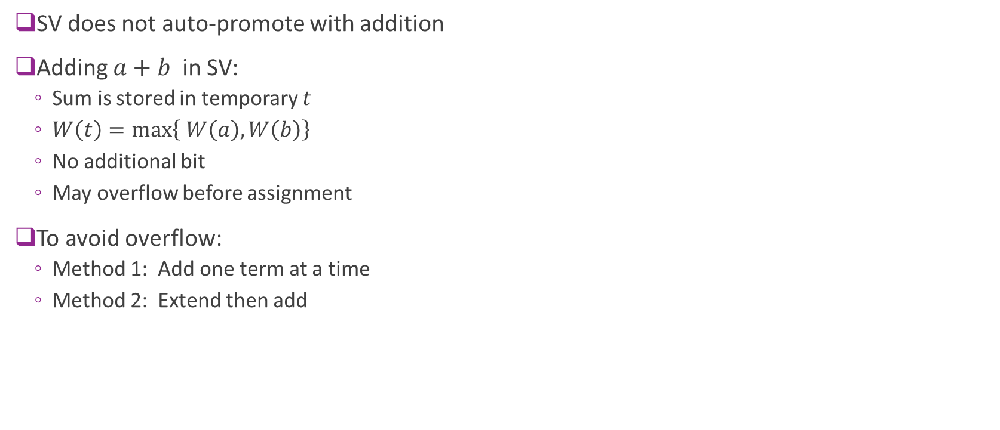 ❑SV does not auto-promote with addition
❑Adding 𝑎 + 𝑏 in SV:
◦ Sum is stored in temporary 𝑡
◦ 𝑊(𝑡) = max{ 𝑊(𝑎), 𝑊(𝑏)}
◦ No additional bit
◦ May overflow before assignment
❑To avoid overflow:
◦ Method 1: Add one term at a time
◦ Method 2: Extend then add